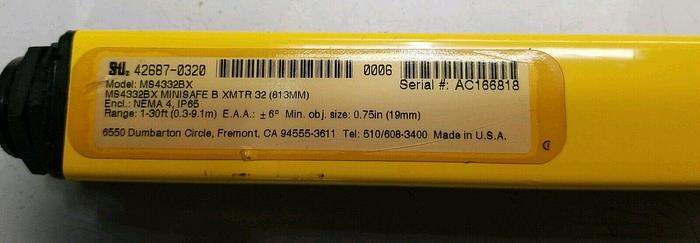 STI. 42687-0320 0006
Model: MS4332BX Serial #: AC166818
MS4332BX MINISAFE B XMTR 32 (813MM)
Encl.: NEMA 4, IP65
Range: 1-30ft (0.3-9.1m) E.A.A.: ± 6° Min. obj. size: 0.75in (19mm)
6550 Dumbarton Circle, Fremont, CA 94555-3611 Tel: 510/608-3400 Made in U.S.A.